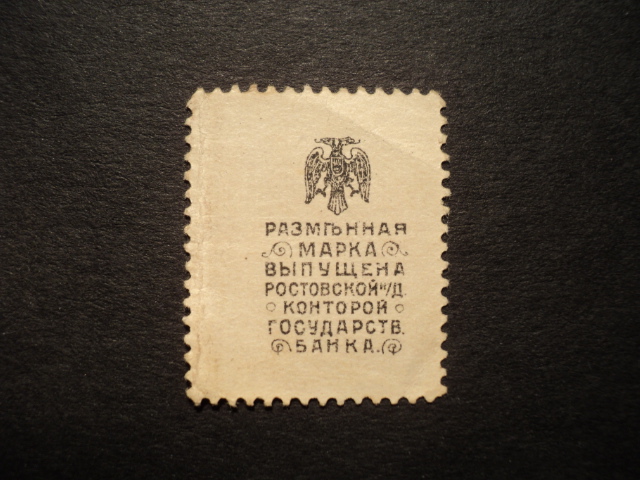 РАЗМѢННАЯ
МАРКА
ВЫПУЩЕНА
РОСТОВСКОЙ Н/Д.
КОНТОРОЙ
ГОСУДАРСТВ.
БАНКА.